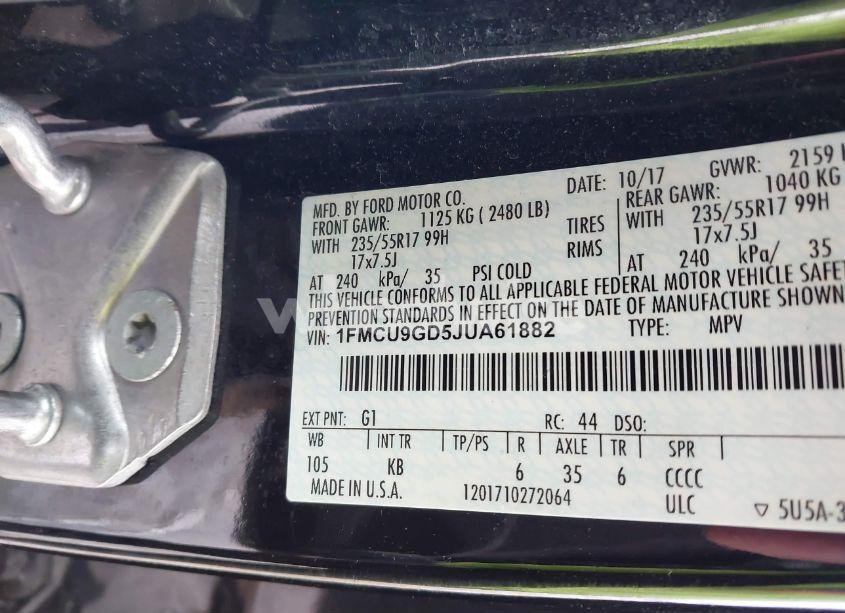 MFD. BY FORD MOTOR CO.
DATE: 10/17 GVWR: 2159
FRONT GAWR: 1125 KG ( 2480 LB) REAR GAWR: 1040 KG
WITH 235/55R17 99H TIRES WITH 235/55R17 99H
17x7.5J RIMS 17x7.5J
AT 240 kPa/ 35 PSI COLD AT 240 kPa/ 35
THIS VEHICLE CONFORMS TO ALL APPLICABLE FEDERAL MOTOR VEHICLE SAFET
PREVENTION STANDARDS IN EFFECT ON THE DATE OF MANUFACTURE SHOWN
VIN: 1FMCU9GD5JUA61882 TYPE: MPV
EXT PNT: G1 RC: 44 DSO:
WB INT TR TP/PS R AXLE TR SPR
105 KB 6 35 6 CCCC
MADE IN U.S.A. 1201710272064 ULC
▽ 5U5A-3